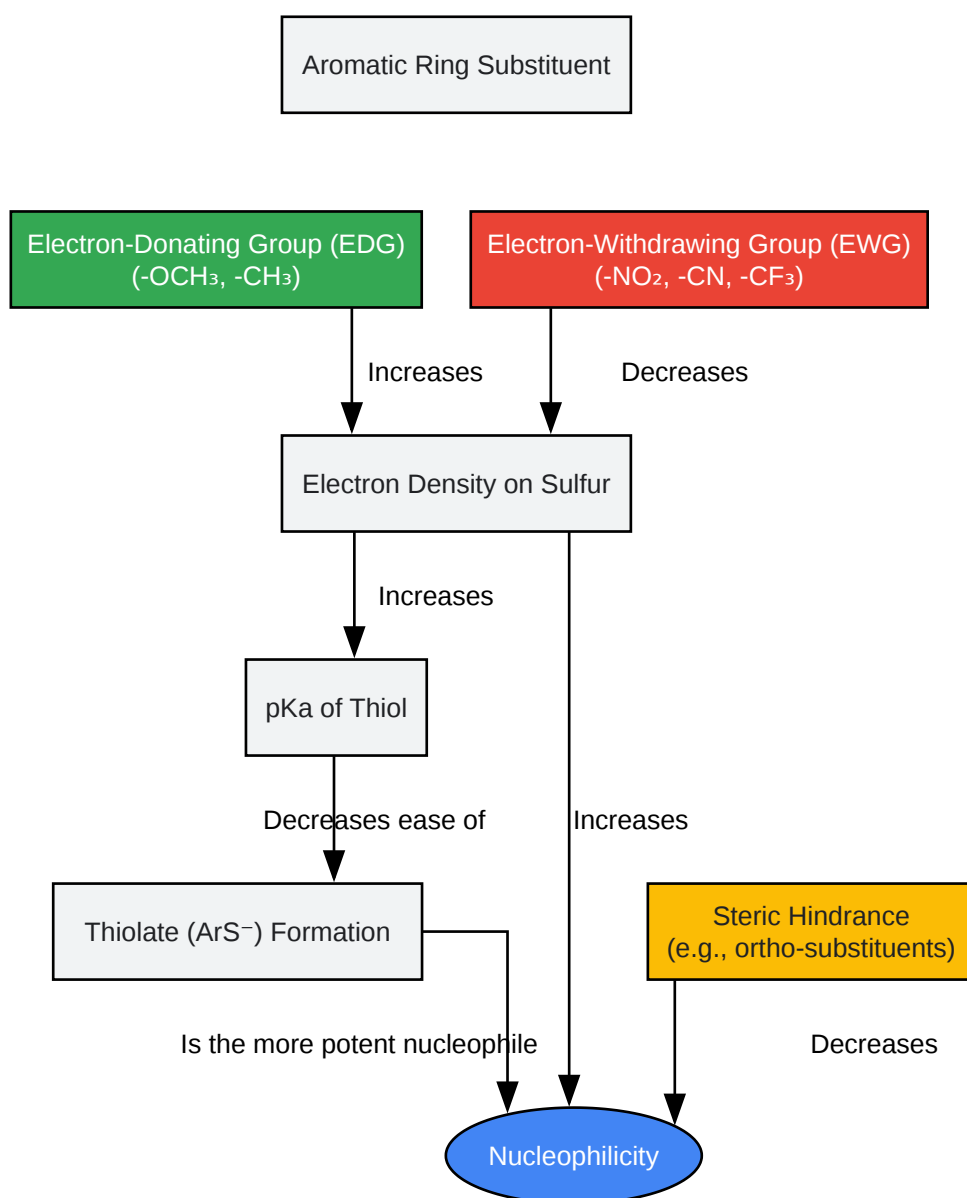 Aromatic Ring Substituent
Electron-Donating Group (EDG)
(-OCH₃, -CH₃)
Electron-Withdrawing Group (EWG)
(-NO₂, -CN, -CF₃)
Increases
Decreases
Electron Density on Sulfur
Increases
pKa of Thiol
Decreases ease of
Increases
Thiolate (ArS⁻) Formation
Steric Hindrance
(e.g., ortho-substituents)
Is the more potent nucleophile
Decreases
Nucleophilicity